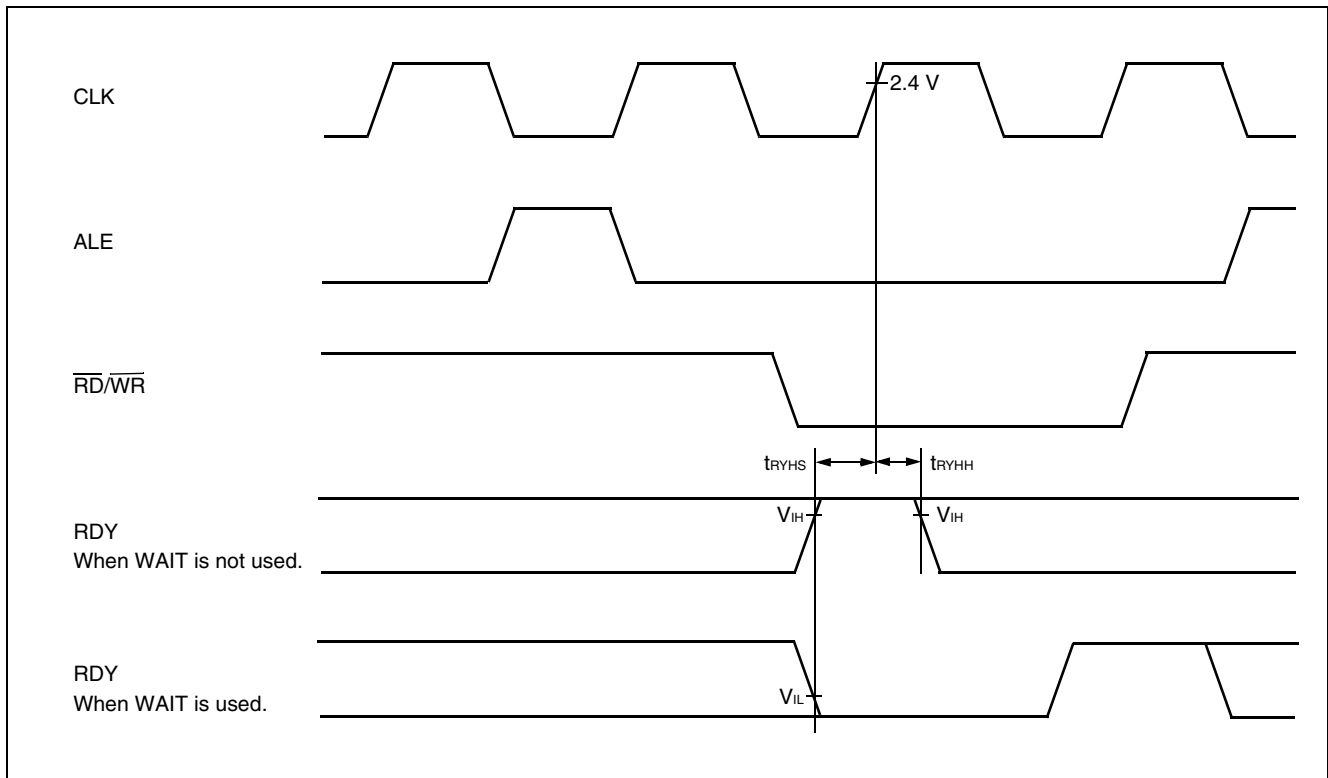 CLK
2.4 V
ALE
RD/WR
tRYHS
tRYHH
RDY
When WAIT is not used.
VIH
VIH
RDY
When WAIT is used.
VIL